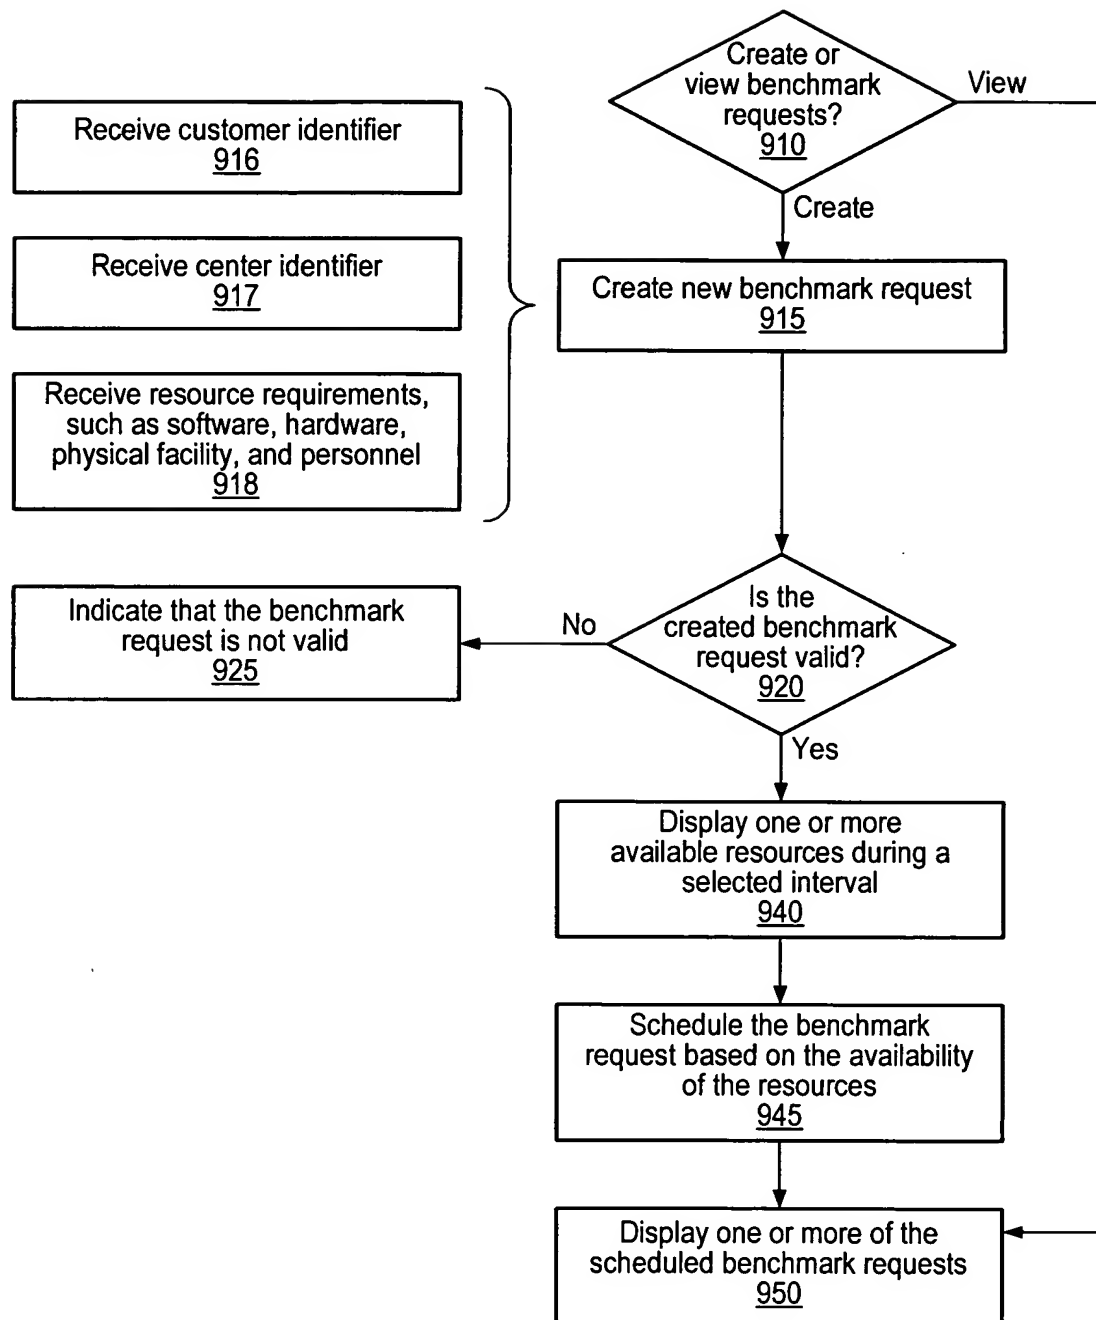 Create or
view benchmark
requests?
910
View
Create
Receive customer identifier
916
Receive center identifier
917
Receive resource requirements,
such as software, hardware,
physical facility, and personnel
918
Create new benchmark request
915
Is the
created benchmark
request valid?
920
No
Indicate that the benchmark
request is not valid
925
Yes
Display one or more
available resources during a
selected interval
940
Schedule the benchmark
request based on the availability
of the resources
945
Display one or more of the
scheduled benchmark requests
950